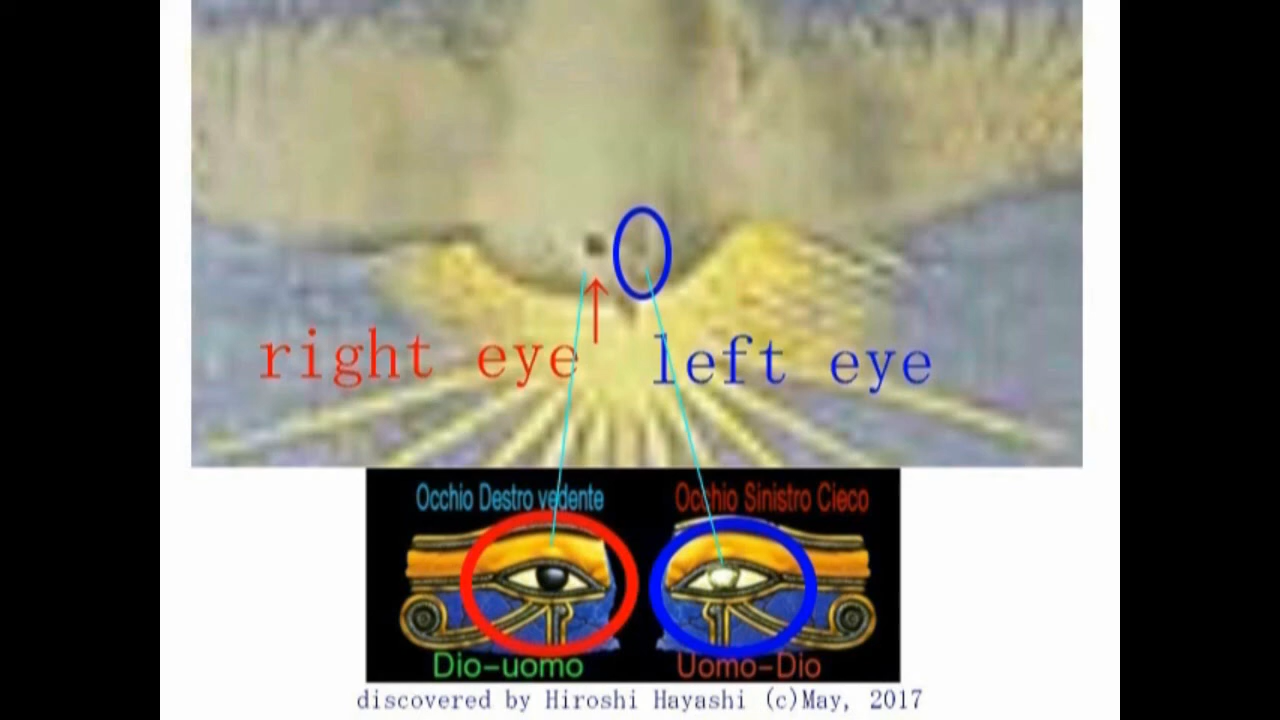 right eye left eye
Occhio Destro vedente Occhio Sinistro Cieco
Dio-uomo Uomo-Dio
discovered by Hiroshi Hayashi (c)May, 2017